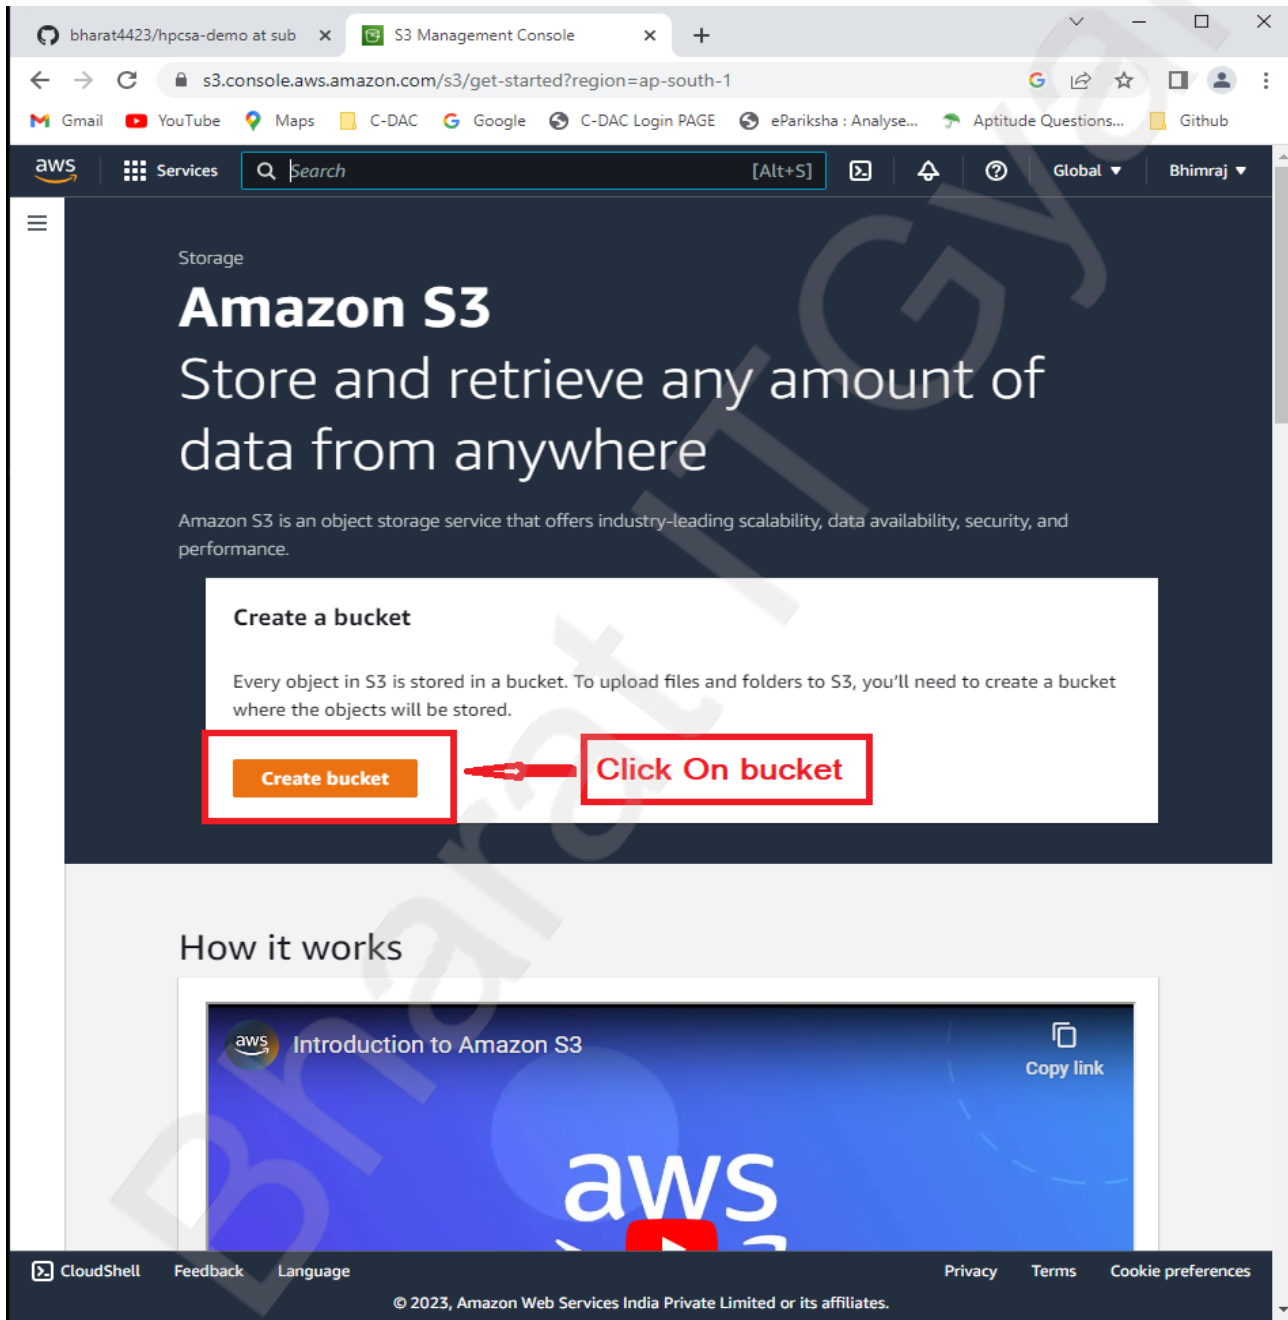 bharat4423/hpcsa-demo at sub
S3 Management Console
s3.console.aws.amazon.com/s3/get-started?region=ap-south-1
Gmail YouTube Maps C-DAC Google C-DAC Login PAGE ePariksha : Analyse... Aptitude Questions... Github
aws Services Search [Alt+S] Global Bhimraj
Storage
Amazon S3
Store and retrieve any amount of
data from anywhere
Amazon S3 is an object storage service that offers industry-leading scalability, data availability, security, and
performance.
Create a bucket
Every object in S3 is stored in a bucket. To upload files and folders to S3, you'll need to create a bucket
where the objects will be stored.
Create bucket
Click On bucket
How it works
aws Introduction to Amazon S3
Copy link
aws
CloudShell Feedback Language Privacy Terms Cookie preferences
© 2023, Amazon Web Services India Private Limited or its affiliates.
Bharat ITGya